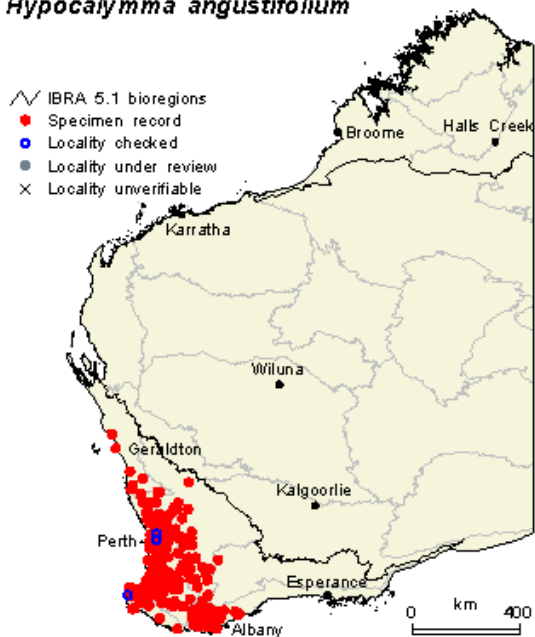 Hypocalymma angustifolium
IBRA 5.1 bioregions
Specimen record
Locality checked
Locality under review
Locality unverifiable
Broome
Halls Creek
Karratha
Wiluna
Geraldton
Kalgoorlie
Perth
Esperance
Albany
km
0 400